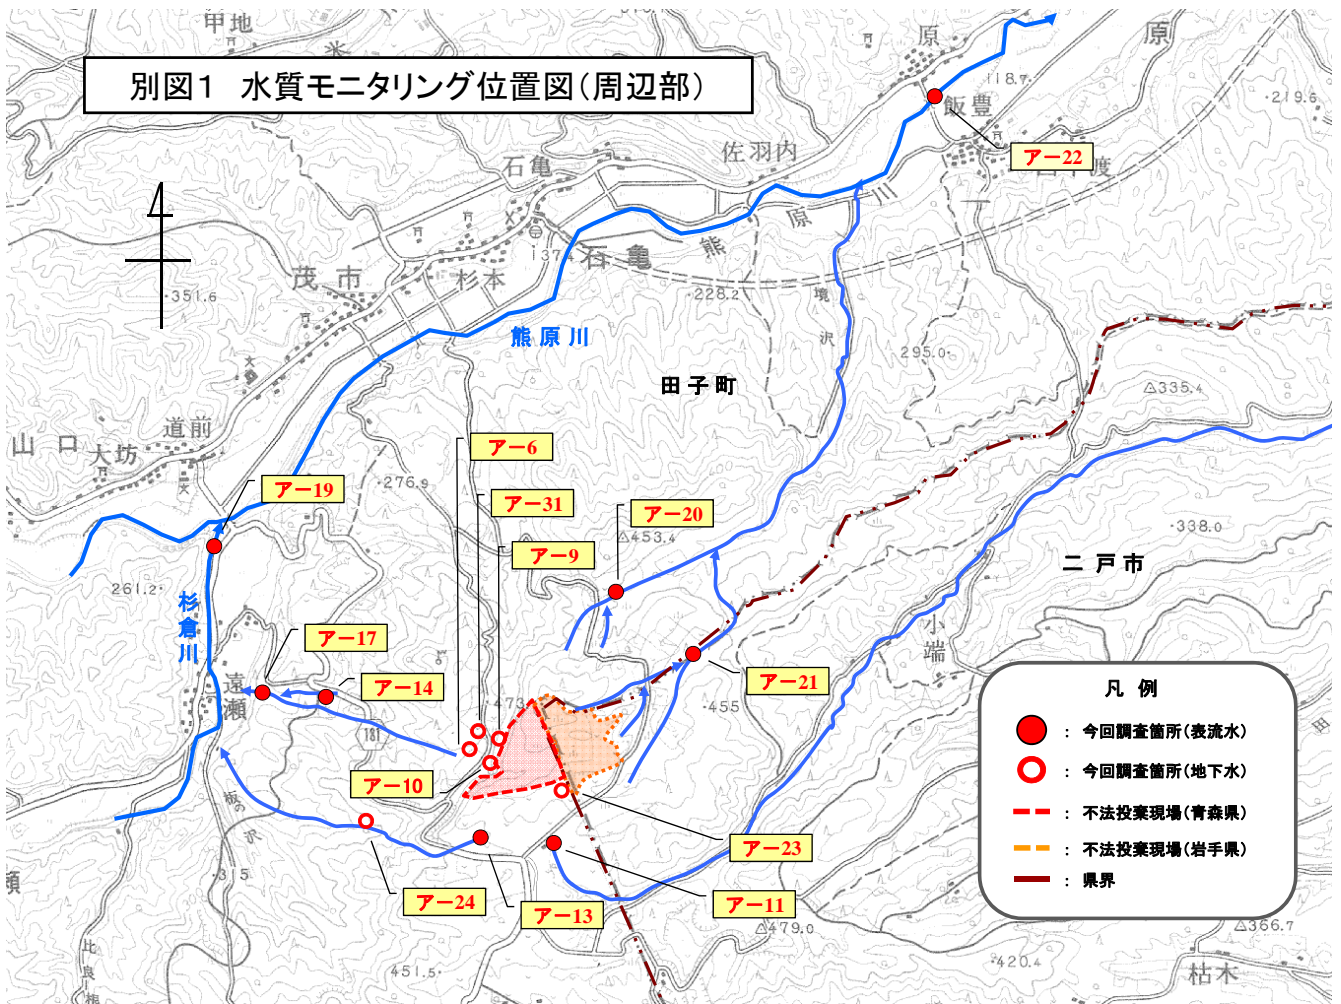 甲地
米
原
原
別図1 水質モニタリング位置図(周辺部)
118.7
219.6
飯豊
ア-22
佐羽内
石亀
熊原川
石亀
137.4
茂市
杉本
351.6
228.2
境沢
熊原川
295.0
田子町
335.4
道前
山口
大坊
ア-6
ア-19
276.9
ア-31
ア-20
453.4
ア-9
338.0
二戸市
261.2
杉倉川
小端
ア-17
遠瀬
ア-14
ア-21
455
473
181
凡例
: 今回調査箇所(表流水)
: 今回調査箇所(地下水)
: 不法投棄現場(青森県)
: 不法投棄現場(岩手県)
: 県界
ア-10
ア-23
315
ア-24
ア-13
ア-11
479.0
366.7
451.5
420.4
枯木
比良
田